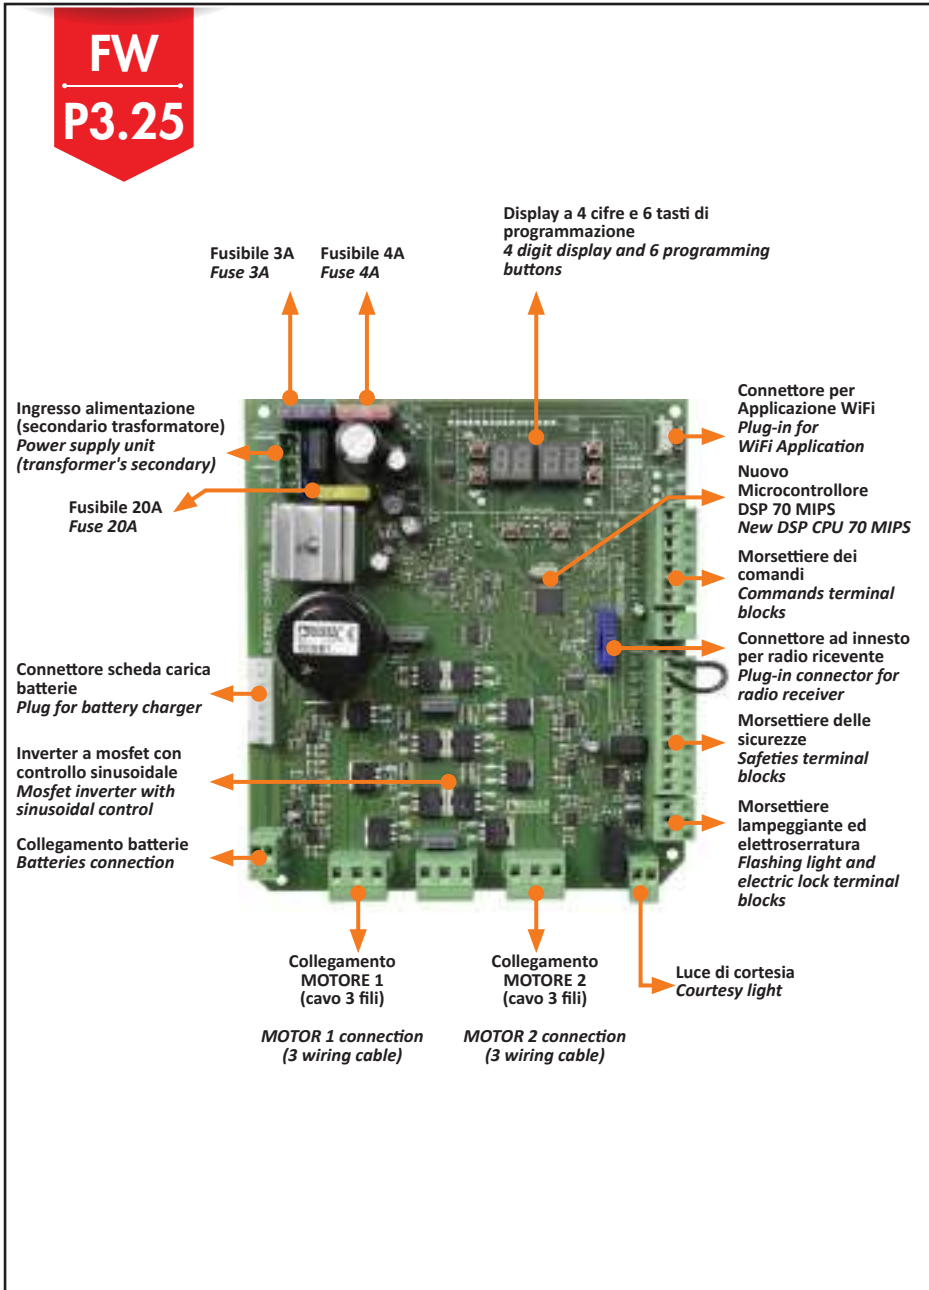 FW
P3.25
Display a 4 cifre e 6 tasti di
programmazione
4 digit display and 6 programming
buttons
Fusibile 3A
Fuse 3A
Fusibile 4A
Fuse 4A
Ingresso alimentazione
(secondario trasformatore)
Power supply unit
(transformer's secondary)
Fusibile 20A
Fuse 20A
Connettore scheda carica
batterie
Plug for battery charger
Inverter a mosfet con
controllo sinusoidale
Mosfet inverter with
sinusoidal control
Collegamento batterie
Batteries connection
Connettore per
Applicazione WiFi
Plug-in for
WiFi Application
Nuovo
Microcontrollore
DSP 70 MIPS
New DSP CPU 70 MIPS
Morsettiere dei
comandi
Commands terminal
blocks
Connettore ad innesto
per radio ricevente
Plug-in connector for
radio receiver
Morsettiere delle
sicurezze
Safeties terminal
blocks
Morsettiere
lampeggiante ed
elettroserratura
Flashing light and
electric lock terminal
blocks
Collegamento
MOTORE 1
(cavo 3 fili)
MOTOR 1 connection
(3 wiring cable)
Collegamento
MOTORE 2
(cavo 3 fili)
MOTOR 2 connection
(3 wiring cable)
Luce di cortesia
Courtesy light